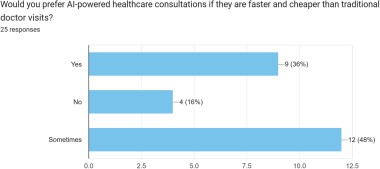 Would you prefer AI-powered healthcare consultations if they are faster and cheaper than traditional
doctor visits?
25 responses
Yes
9 (36%)
No
4 (16%)
Sometimes
12 (48%)
0.0 2.5 5.0 7.5 10.0 12.5